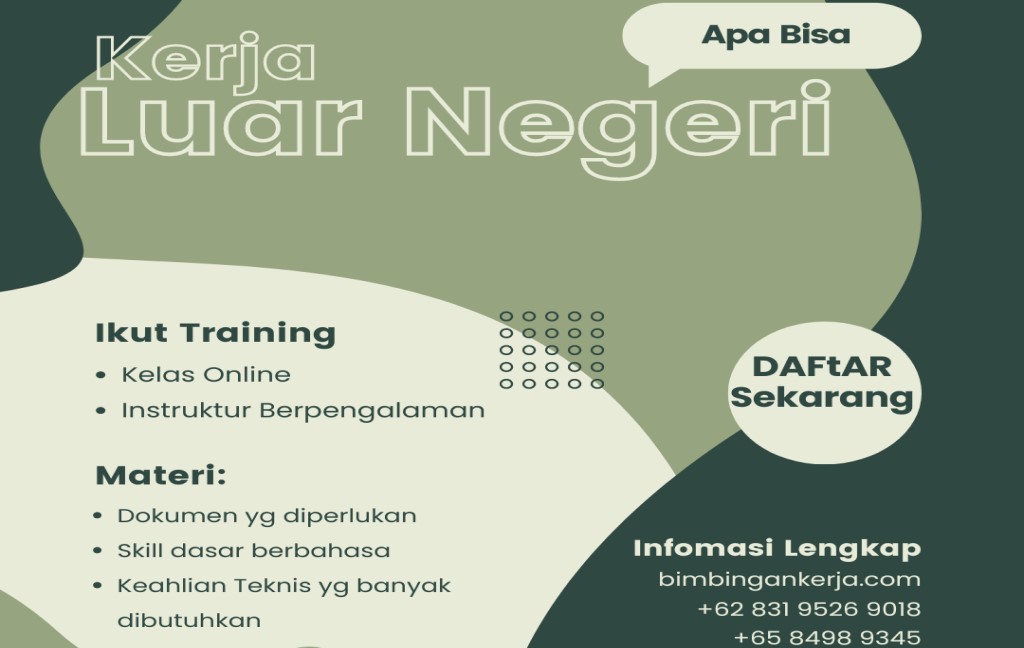 Apa Bisa
Kerja
Luar Negeri
Ikut Training
• Kelas Online
• Instruktur Berpengalaman
DAFtAR
Sekarang
Materi:
• Dokumen yg diperlukan
• Skill dasar berbahasa
• Keahlian Teknis yg banyak
dibutuhkan
Infomasi Lengkap
bimbingankerja.com
+62 831 9526 9018
+65 8498 9345